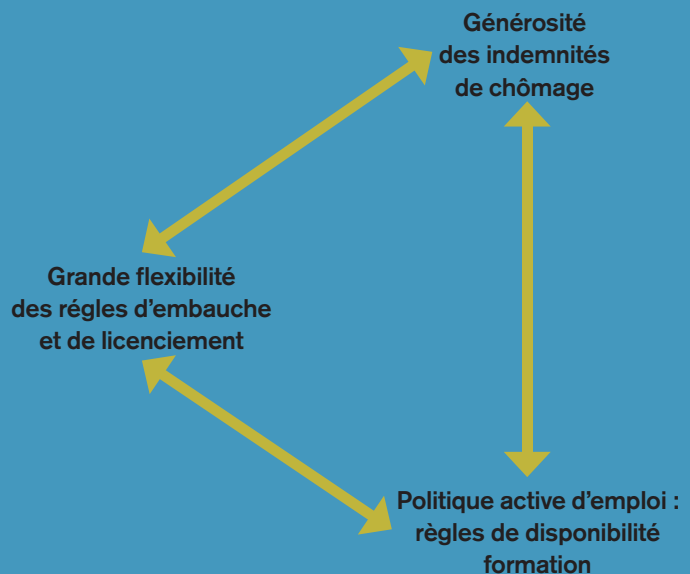 Générosité
des indemnités
de chômage
Grande flexibilité
des régles d’embauche
et de licenciement
Politique active d’emploi :
règles de disponibilité
formation